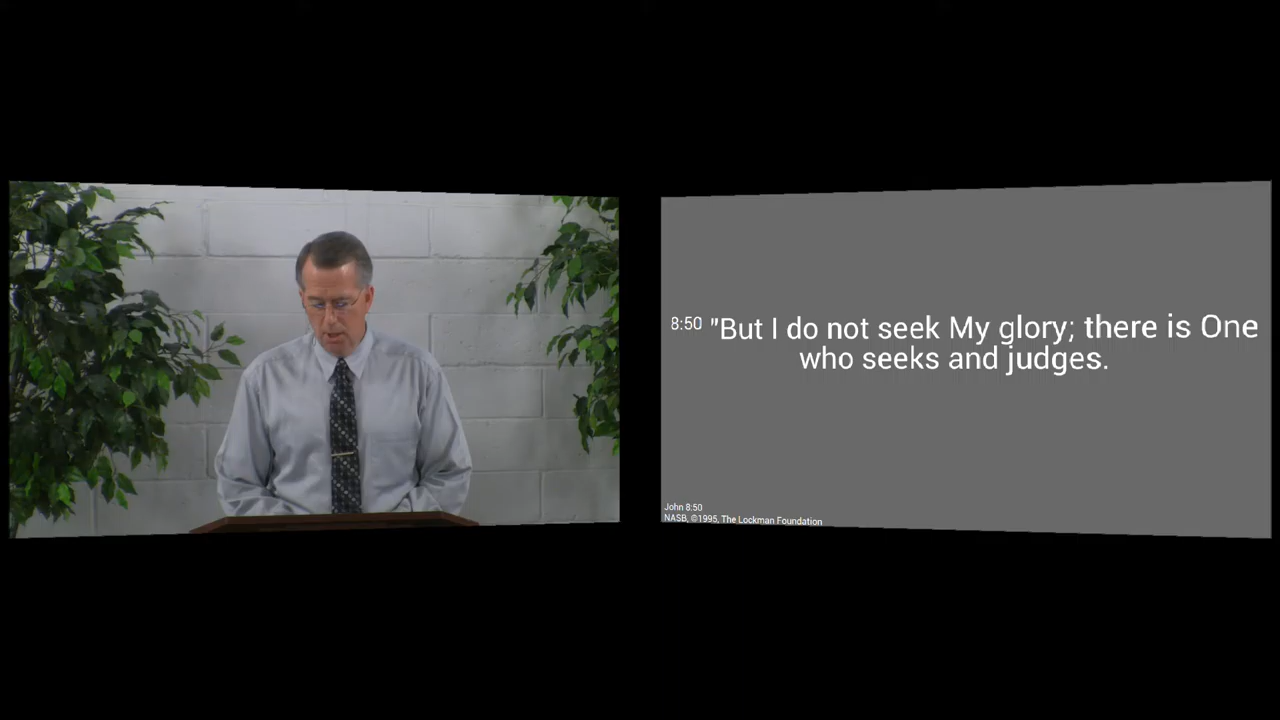 8:50 "But I do not seek My glory; there is One
who seeks and judges.
John 8:50
NASB, ©1995, The Lockman Foundation